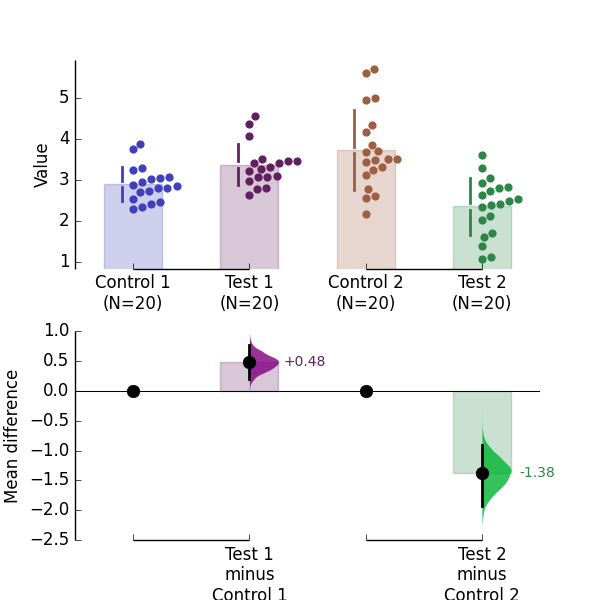 Value
5
4
3
2
1
Control 1
(N=20)
Test 1
(N=20)
Control 2
(N=20)
Test 2
(N=20)
Mean difference
1.0
0.5
0.0
−0.5
−1.0
−1.5
−2.0
−2.5
+0.48
-1.38
Test 1
minus
Control 1
Test 2
minus
Control 2